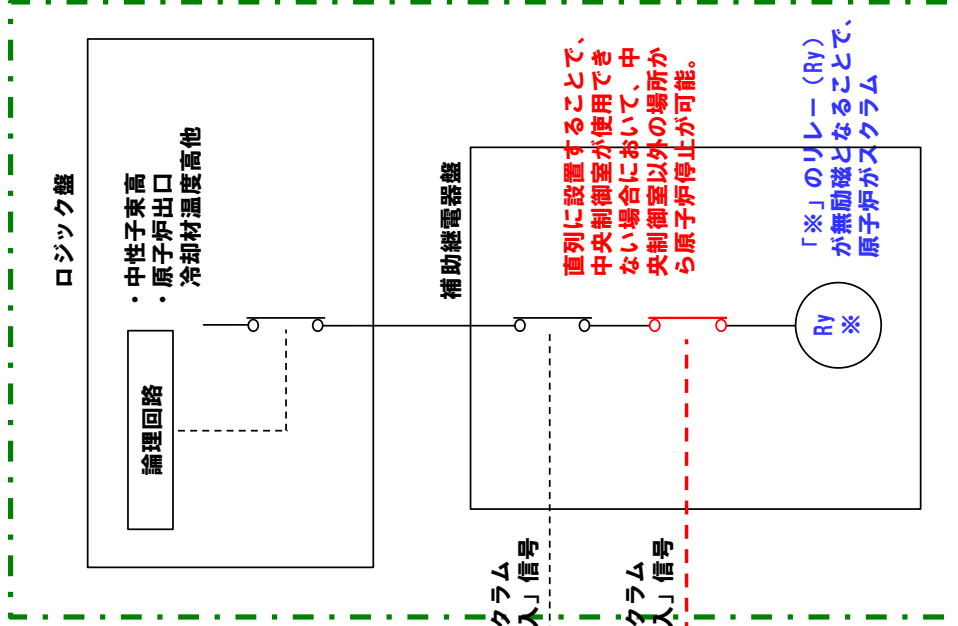 ロジック盤
・中性子束高
・原子炉出口
冷却材温度高他
論理回路
補助継電器盤
直列に設置することで、
中央制御室が使用でき
ない場合において、中
央制御室以外の場所か
ら原子炉停止が可能。
「※」のリレー(Ry)
が無励磁となることで、
原子炉がスクラム
Ry
※
クラム
入」信号
クラム
入」信号